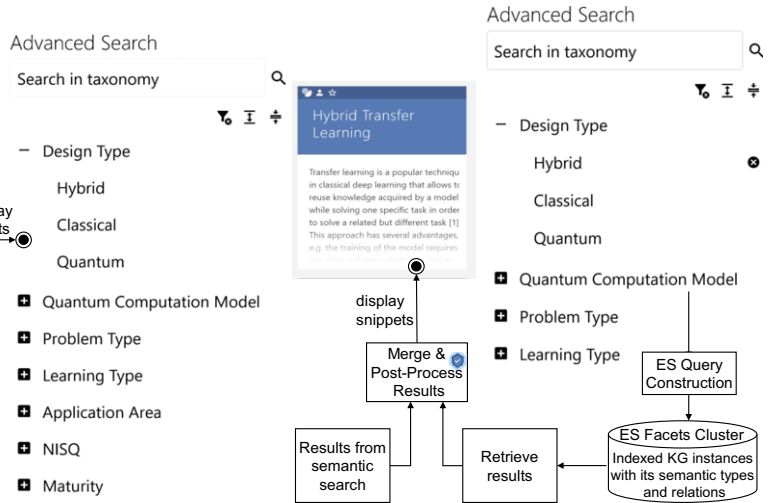 Advanced Search
Search in taxonomy
Design Type
Hybrid
Classical
Quantum
Quantum Computation Model
Problem Type
Learning Type
Application Area
NISQ
Maturity
Hybrid Transfer
Learning
Transfer learning is a popular techniqu
in classical deep learning that allows to
reuse knowledge acquired by a model
while solving one specific task in order
to solve a related but different task [1]
This approach has several advantages,
e.g. the training of the model requires
display
snippets
Merge &
Post-Process
Results
Results from
semantic
search
Retrieve
results
Advanced Search
Search in taxonomy
Design Type
Hybrid
Classical
Quantum
Quantum Computation Model
Problem Type
Learning Type
ES Query
Construction
ES Facets Cluster
Indexed KG instances
with its semantic types
and relations